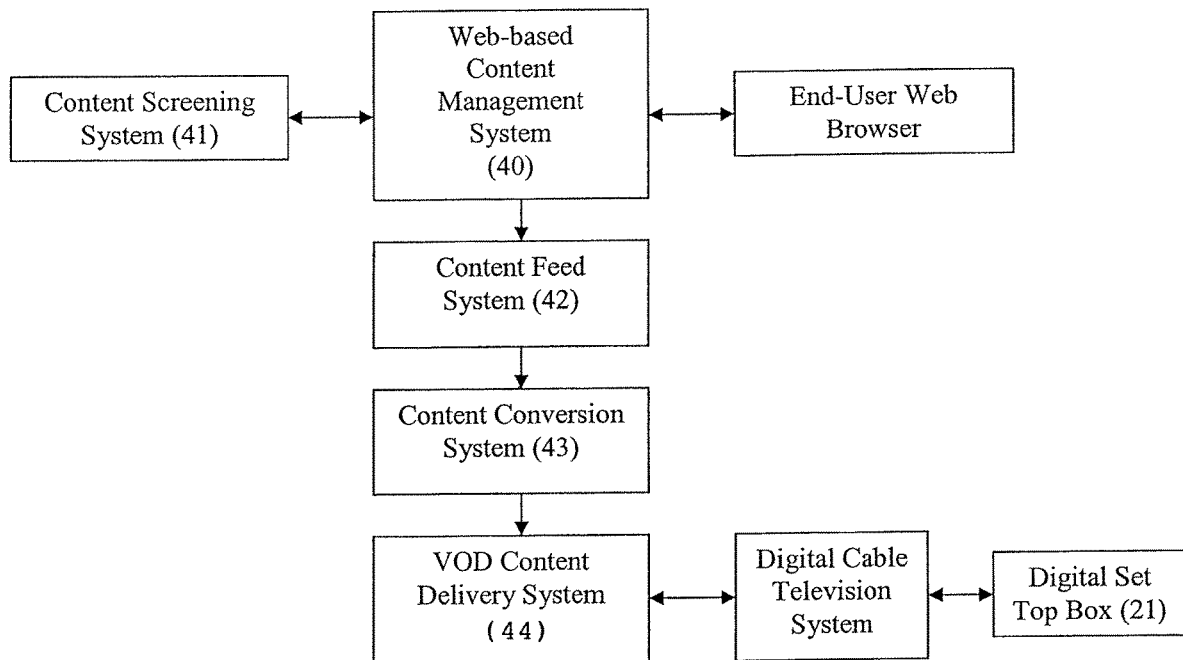 Web-based
Content
Management
System
(40)
Content Screening
System (41)
End-User Web
Browser
Content Feed
System (42)
Content Conversion
System (43)
VOD Content
Delivery System
(44)
Digital Cable
Television
System
Digital Set
Top Box (21)